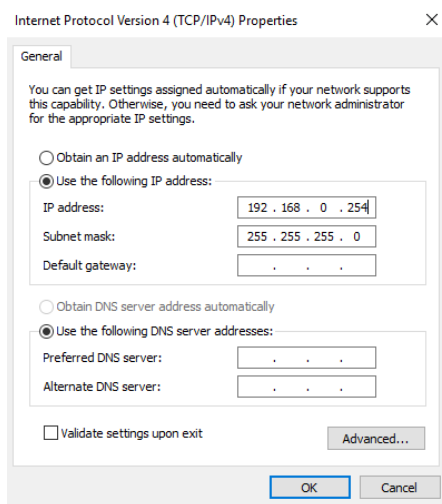 Internet Protocol Version 4 (TCP/IPv4) Properties
General
You can get IP settings assigned automatically if your network supports
this capability. Otherwise, you need to ask your network administrator
for the appropriate IP settings.
Obtain an IP address automatically
Use the following IP address:
IP address: 192 . 168 . 0 . 254
Subnet mask: 255 . 255 . 255 . 0
Default gateway: . . .
Obtain DNS server address automatically
Use the following DNS server addresses:
Preferred DNS server: . . .
Alternate DNS server: . . .
Validate settings upon exit
Advanced...
OK Cancel